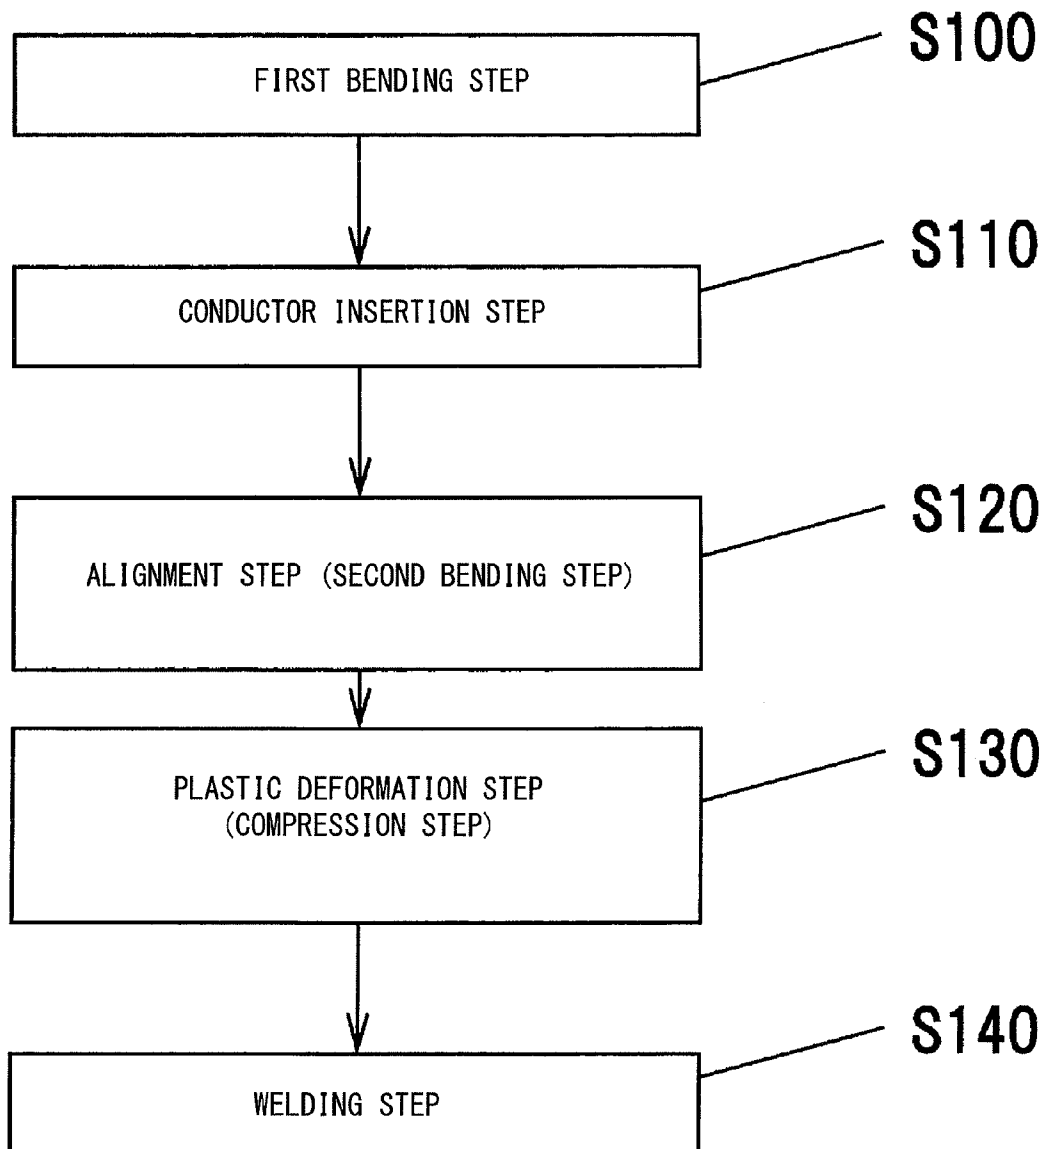 S100
FIRST BENDING STEP
S110
CONDUCTOR INSERTION STEP
S120
ALIGNMENT STEP (SECOND BENDING STEP)
S130
PLASTIC DEFORMATION STEP
(COMPRESSION STEP)
S140
WELDING STEP